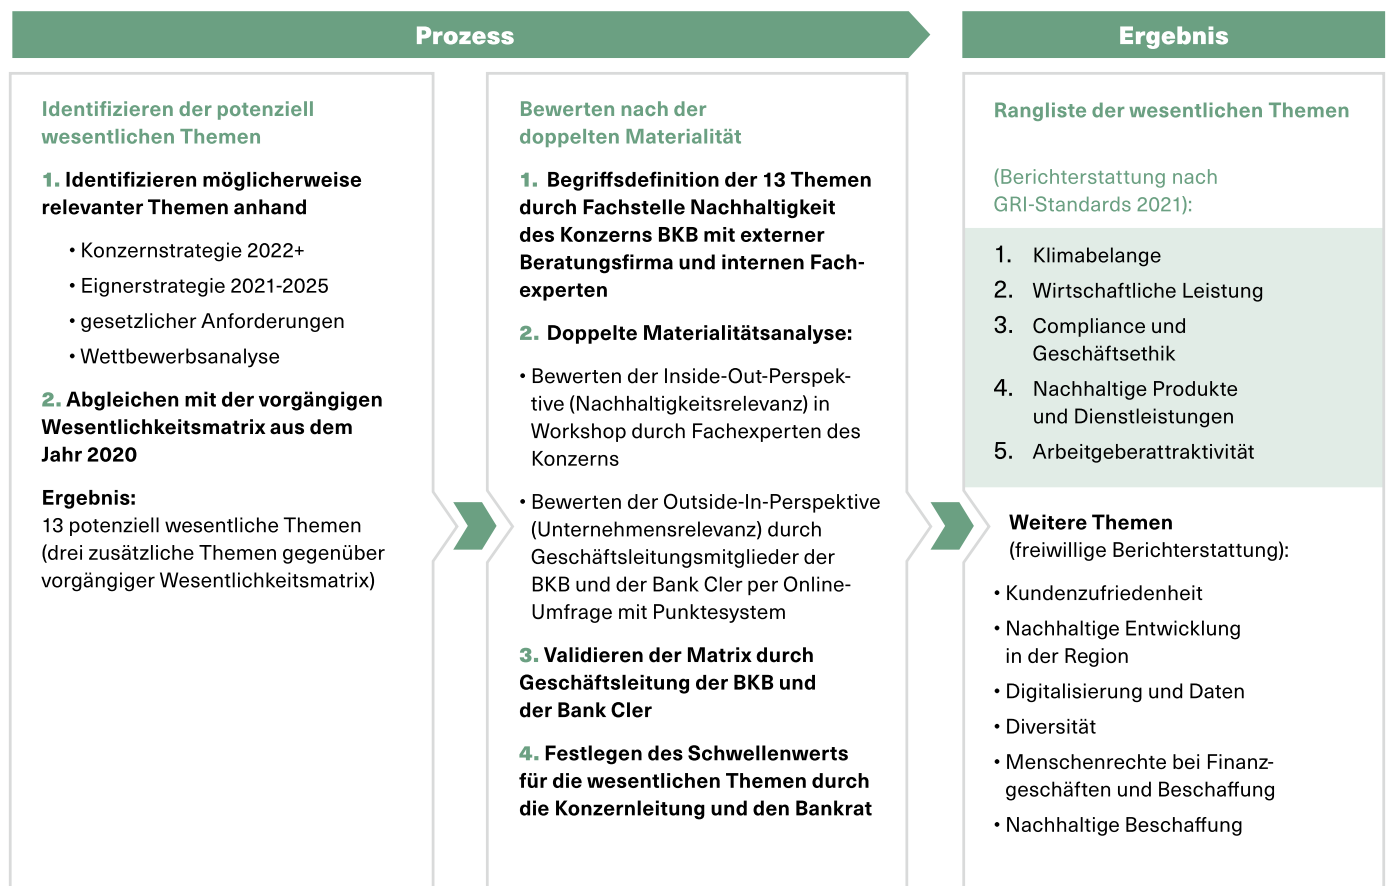 Prozess
Ergebnis
Identifizieren der potenziell
wesentlichen Themen
1. Identifizieren möglicherweise
relevanter Themen anhand
• Konzernstrategie 2022+
• Eignerstrategie 2021-2025
• gesetzlicher Anforderungen
• Wettbewerbsanalyse
2. Abgleichen mit der vorgängigen
Wesentlichkeitsmatrix aus dem
Jahr 2020
Ergebnis:
13 potenziell wesentliche Themen
(drei zusätzliche Themen gegenüber
vorgängiger Wesentlichkeitsmatrix)
Bewerten nach der
doppelten Materialität
1. Begriffsdefinition der 13 Themen
durch Fachstelle Nachhaltigkeit
des Konzerns BKB mit externer
Beratungsfirma und internen Fach-
experten
2. Doppelte Materialitätsanalyse:
• Bewerten der Inside-Out-Perspek-
tive (Nachhaltigkeitsrelevanz) in
Workshop durch Fachexperten des
Konzerns
• Bewerten der Outside-In-Perspektive
(Unternehmensrelevanz) durch
Geschäftsleitungsmitglieder der
BKB und der Bank Cler per Online-
Umfrage mit Punktesystem
3. Validieren der Matrix durch
Geschäftsleitung der BKB und
der Bank Cler
4. Festlegen des Schwellenwerts
für die wesentlichen Themen durch
die Konzernleitung und den Bankrat
Rangliste der wesentlichen Themen
(Berichterstattung nach
GRI-Standards 2021):
1. Klimabelange
2. Wirtschaftliche Leistung
3. Compliance und
Geschäftsethik
4. Nachhaltige Produkte
und Dienstleistungen
5. Arbeitgeberattraktivität
Weitere Themen
(freiwillige Berichterstattung):
• Kundenzufriedenheit
• Nachhaltige Entwicklung
in der Region
• Digitalisierung und Daten
• Diversität
• Menschenrechte bei Finanz-
geschäften und Beschaffung
• Nachhaltige Beschaffung